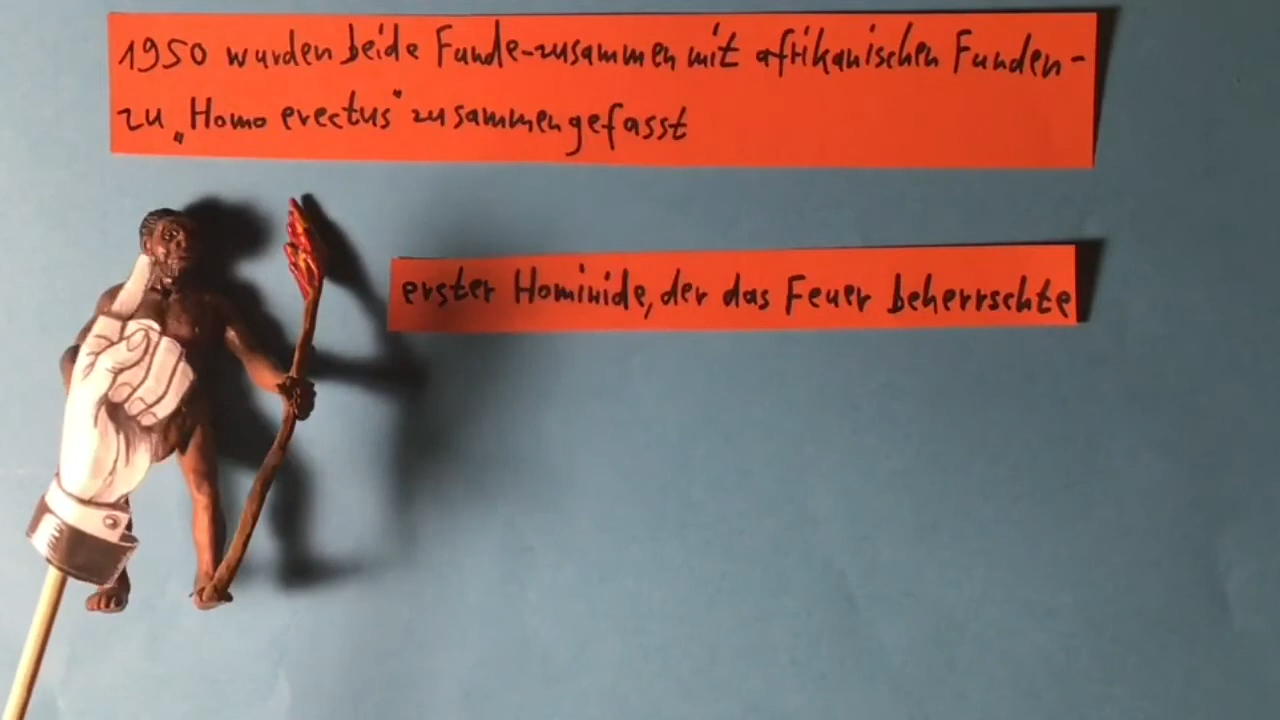 1950 wurden beide Funde-zusammen mit afrikanischen Funden-
zu „Homo erectus" zusammengefasst
erster Hominide, der das Feuer beherrschte